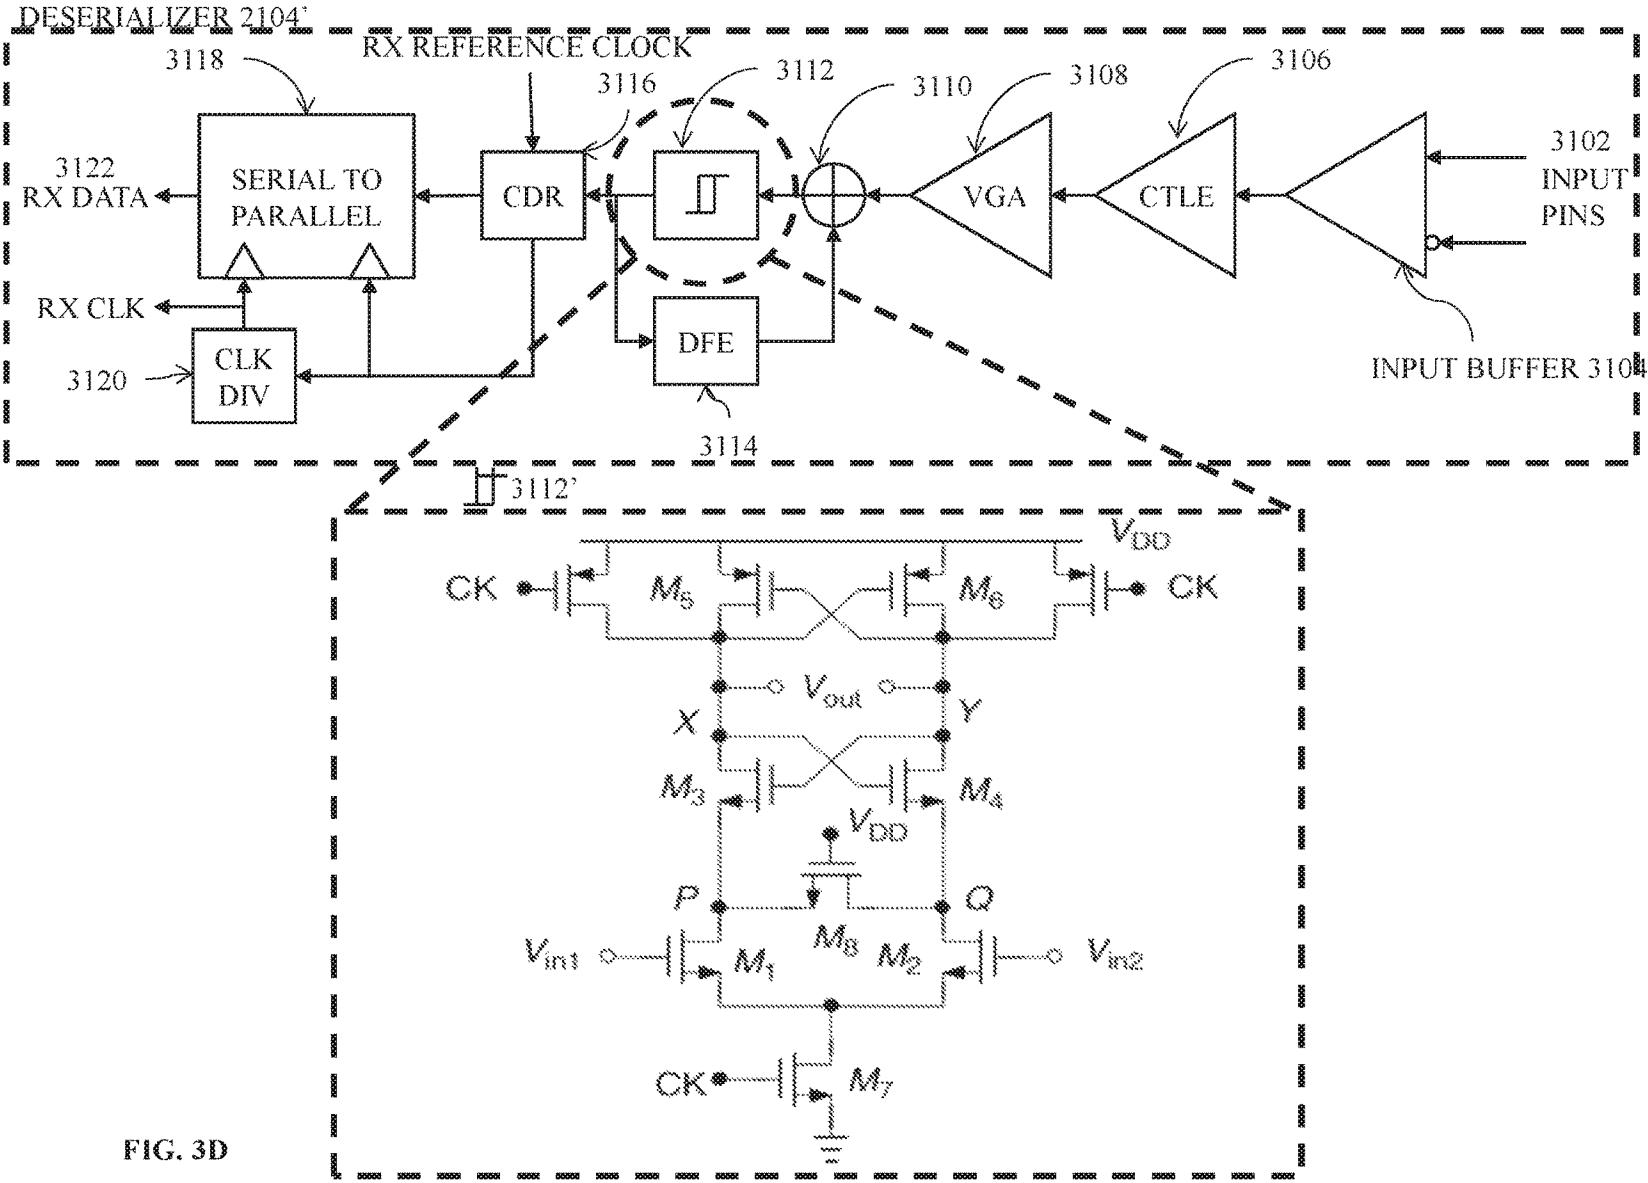 DESERIALIZER 2104'
RX REFERENCE CLOCK
3118
3116
3112
3110
3108
3106
3102
INPUT
PINS
3122
RX DATA
SERIAL TO
PARALLEL
CDR
VGA
CTLE
RX CLK
3120
CLK
DIV
DFE
3114
INPUT BUFFER 3104
3112'
VDD
CK
M5
M6
CK
Vout
X
Y
M3
M4
VDD
P
Q
M8
Vin1
M1
M2
Vin2
CK
M7
FIG. 3D